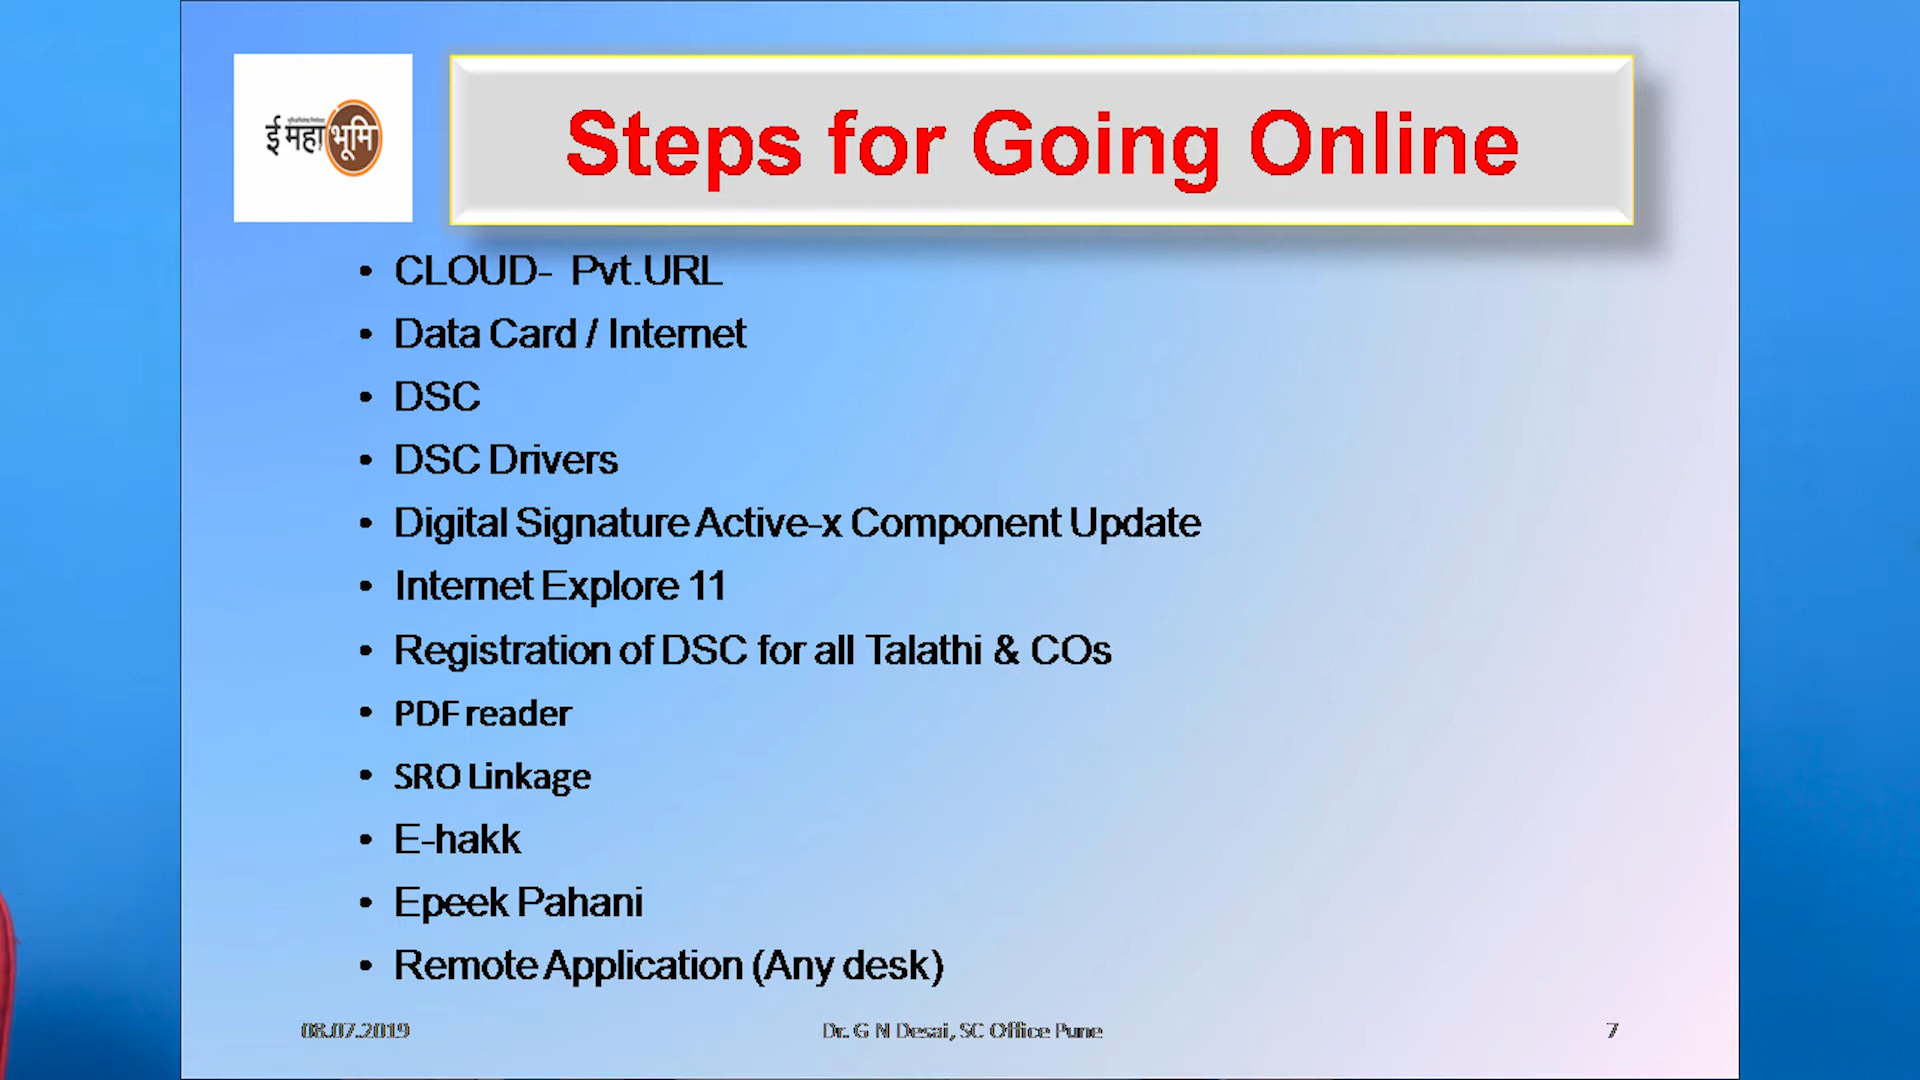 ई महाभूमि
Steps for Going Online
• CLOUD- Pvt.URL
• Data Card / Internet
• DSC
• DSC Drivers
• Digital Signature Active-x Component Update
• Internet Explore 11
• Registration of DSC for all Talathi & COs
• PDF reader
• SRO Linkage
• E-hakk
• Epeek Pahani
• Remote Application (Any desk)
08.07.2019
Dr. G N Desai, SC Office Pune
7